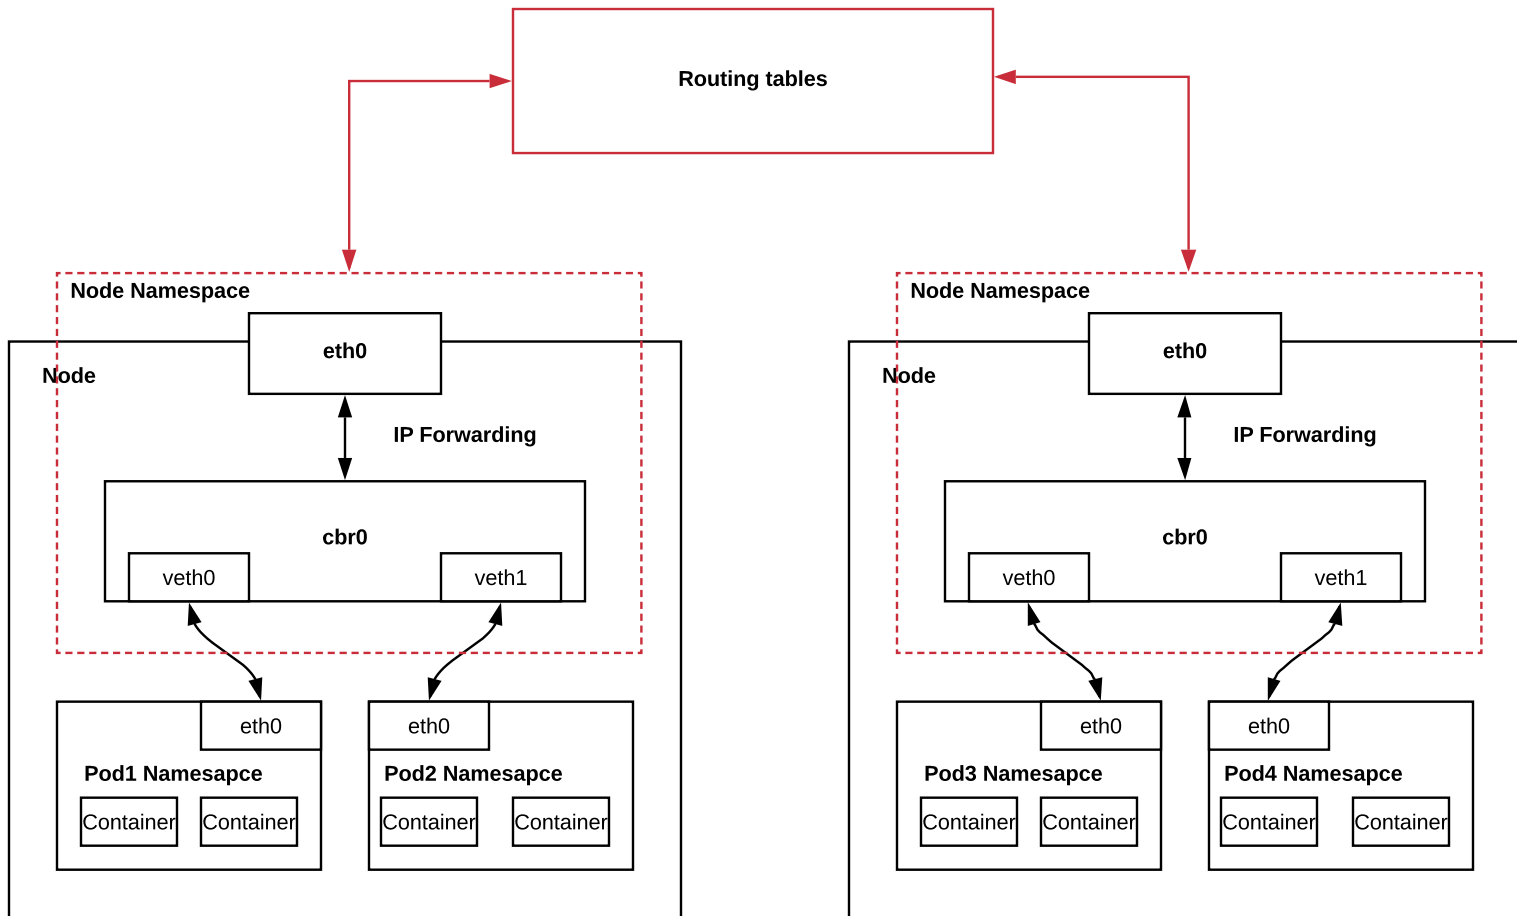 Routing tables
Node Namespace
eth0
Node
IP Forwarding
cbr0
veth0
veth1
eth0
Pod1 Namesapce
Container
Container
eth0
Pod2 Namesapce
Container
Container
Node Namespace
eth0
Node
IP Forwarding
cbr0
veth0
veth1
eth0
Pod3 Namesapce
Container
Container
eth0
Pod4 Namesapce
Container
Container